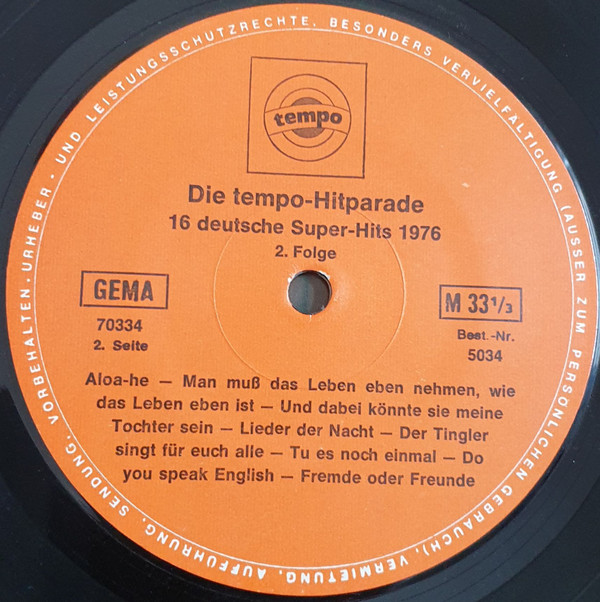 URHEBER- UND LEISTUNGSSCHUTZRECHTE, BESONDERS VERVIELFÄLTIGUNG (AUSSER ZUM PERSÖNLICHEN GEBRAUCH), VERMIETUNG, AUFFÜHRUNG, SENDUNG, VORBEHALTEN.
tempo
Die tempo-Hitparade
16 deutsche Super-Hits 1976
2. Folge
GEMA
70334
2. Seite
M 33 1/3
Best.-Nr.
5034
Aloa-he – Man muß das Leben eben nehmen, wie
das Leben eben ist – Und dabei könnte sie meine
Tochter sein – Lieder der Nacht – Der Tingler
singt für euch alle – Tu es noch einmal – Do
you speak English – Fremde oder Freunde